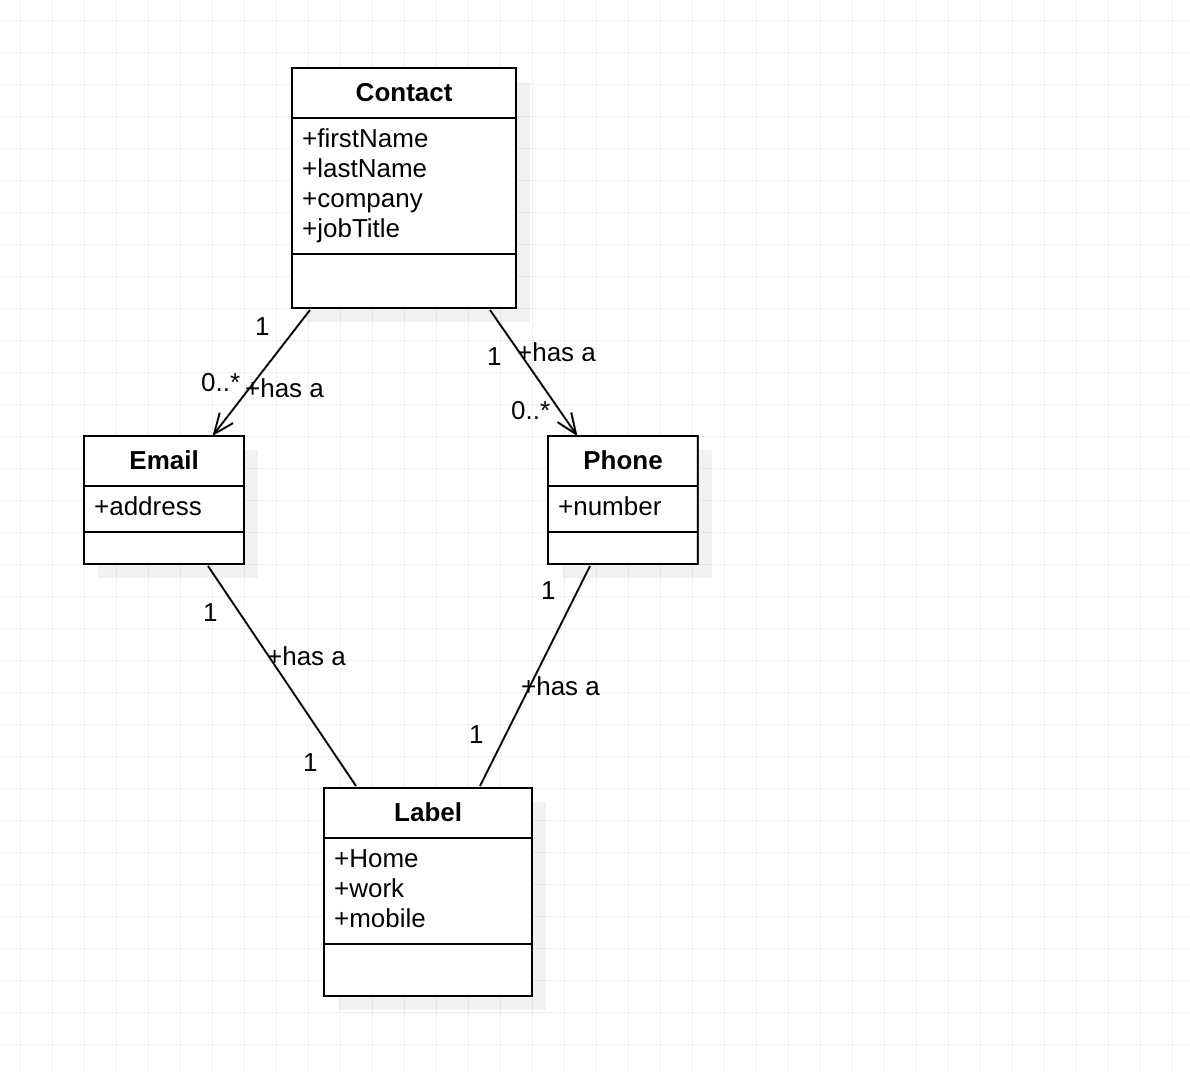 Contact
+firstName
+lastName
+company
+jobTitle
1
1
+has a
0..*
+has a
0..*
Email
+address
Phone
+number
1
1
+has a
+has a
1
1
Label
+Home
+work
+mobile